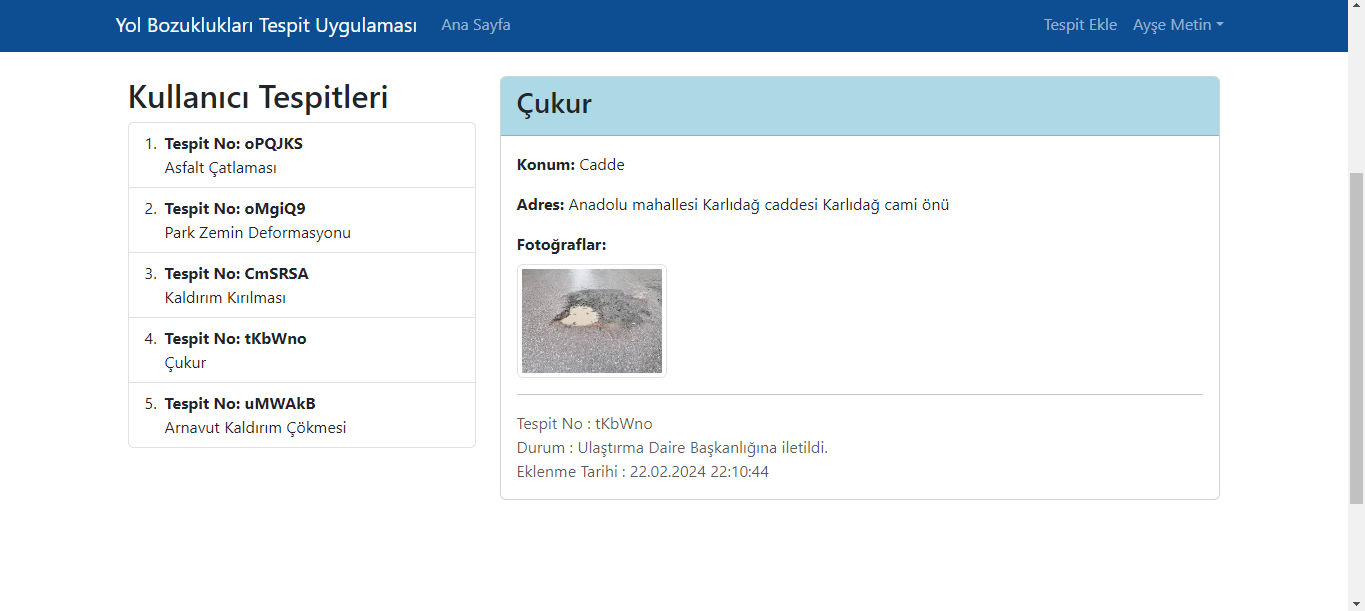 Yol Bozuklukları Tespit Uygulaması
Ana Sayfa
Tespit Ekle
Ayşe Metin
Kullanıcı Tespitleri
1. Tespit No: oPQJKS
Asfalt Çatlaması
2. Tespit No: oMgiQ9
Park Zemin Deformasyonu
3. Tespit No: CmSRSA
Kaldırım Kırılması
4. Tespit No: tKbWno
Çukur
5. Tespit No: uMWAkB
Arnavut Kaldırım Çökmesi
Çukur
Konum: Cadde
Adres: Anadolu mahallesi Karlıdağ caddesi Karlıdağ cami önü
Fotoğraflar:
Tespit No : tKbWno
Durum : Ulaştırma Daire Başkanlığına iletildi.
Eklenme Tarihi : 22.02.2024 22:10:44